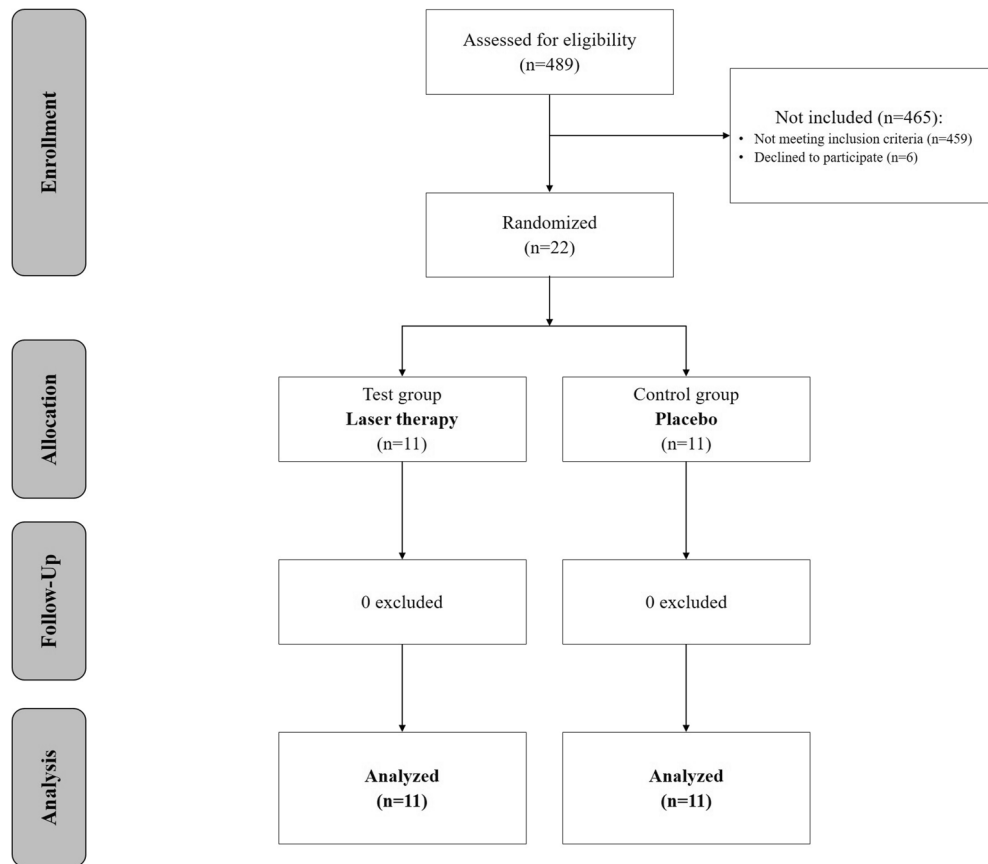 Enrollment
Assessed for eligibility
(n=489)
Not included (n=465):
• Not meeting inclusion criteria (n=459)
• Declined to participate (n=6)
Randomized
(n=22)
Allocation
Test group
Laser therapy
(n=11)
Control group
Placebo
(n=11)
Follow-Up
0 excluded
0 excluded
Analysis
Analyzed
(n=11)
Analyzed
(n=11)